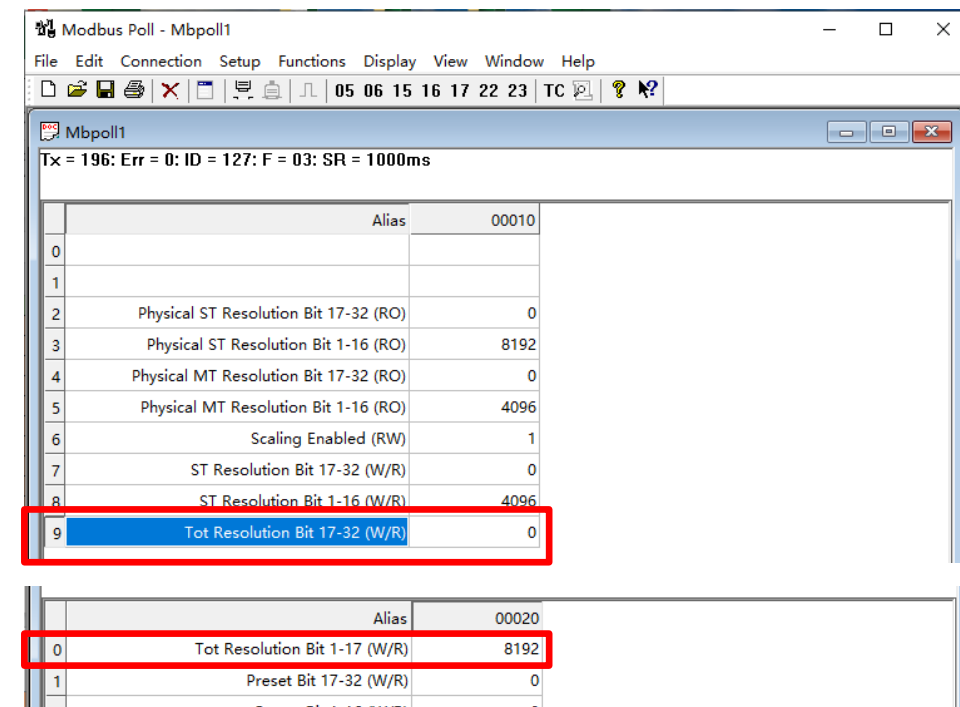 Modbus Poll - Mbpoll1
File Edit Connection Setup Functions Display View Window Help
05 06 15 16 17 22 23 TC
Mbpoll1
Tx = 196: Err = 0: ID = 127: F = 03: SR = 1000ms
Alias 00010
0
1
2 Physical ST Resolution Bit 17-32 (RO) 0
3 Physical ST Resolution Bit 1-16 (RO) 8192
4 Physical MT Resolution Bit 17-32 (RO) 0
5 Physical MT Resolution Bit 1-16 (RO) 4096
6 Scaling Enabled (RW) 1
7 ST Resolution Bit 17-32 (W/R) 0
8 ST Resolution Bit 1-16 (W/R) 4096
9 Tot Resolution Bit 17-32 (W/R) 0
Alias 00020
0 Tot Resolution Bit 1-17 (W/R) 8192
1 Preset Bit 17-32 (W/R) 0